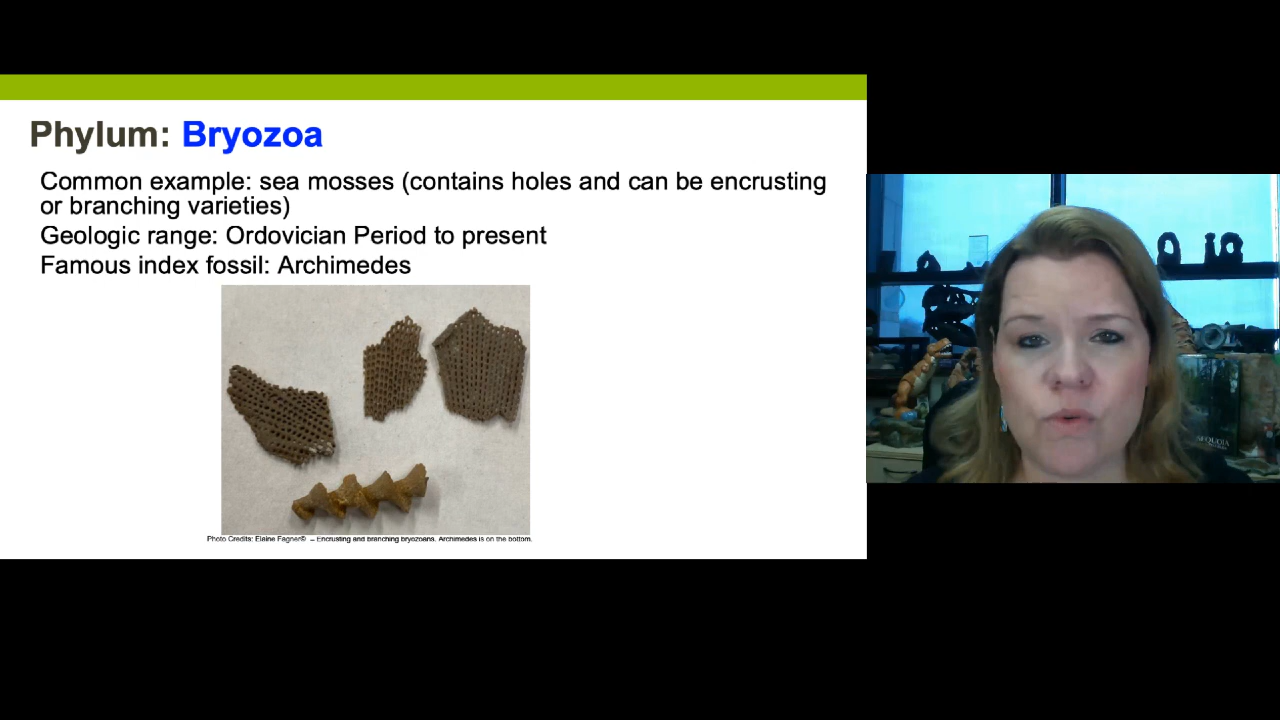 Phylum: Bryozoa
Common example: sea mosses (contains holes and can be encrusting
or branching varieties)
Geologic range: Ordovician Period to present
Famous index fossil: Archimedes
Photo Credits: Elaine Fagner© – Encrusting and branching bryozoans. Archimedes is on the bottom.
SEQUOIA